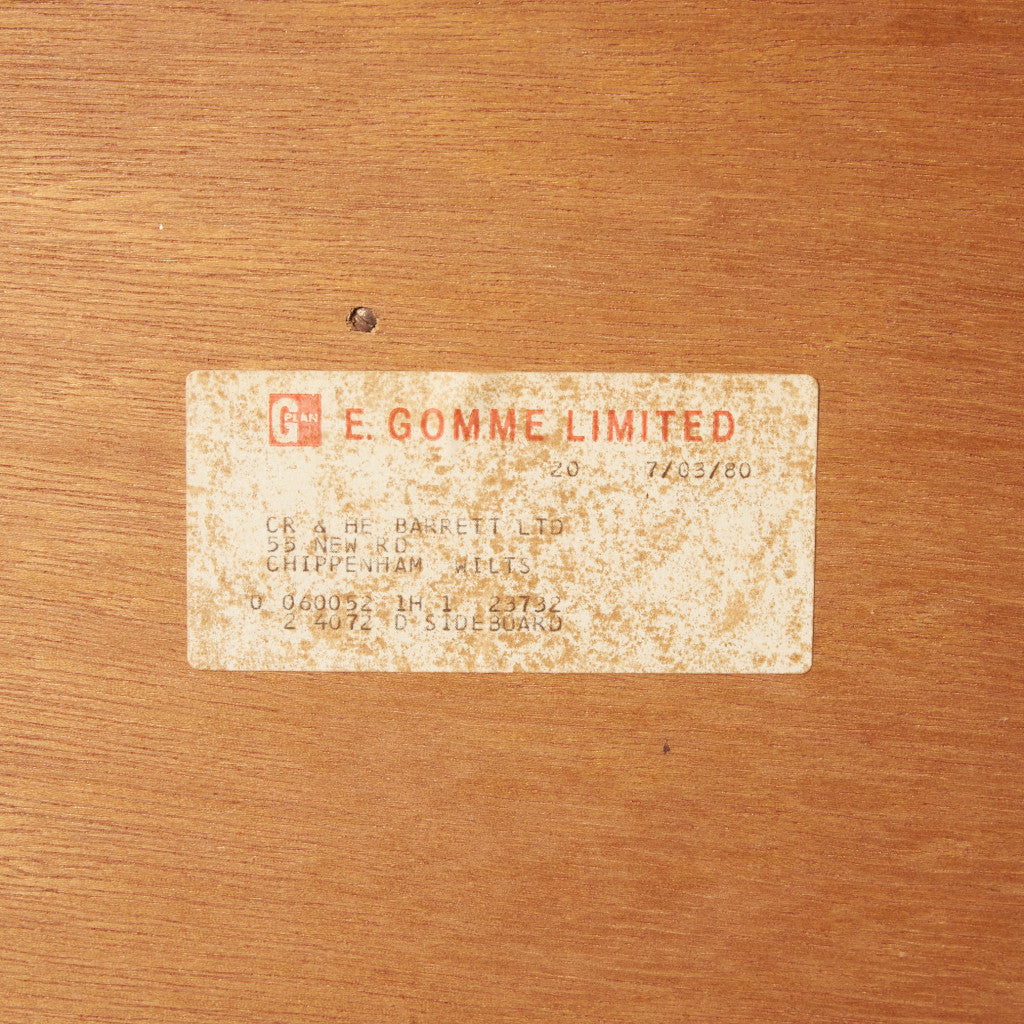 G PLAN E. GOMME LIMITED
20 7/03/80
CR & HE BARRETT LTD
55 NEW RD
CHIPPENHAM WILTS
0 060052 1H 1 23732
2 4072 D SIDEBOARD